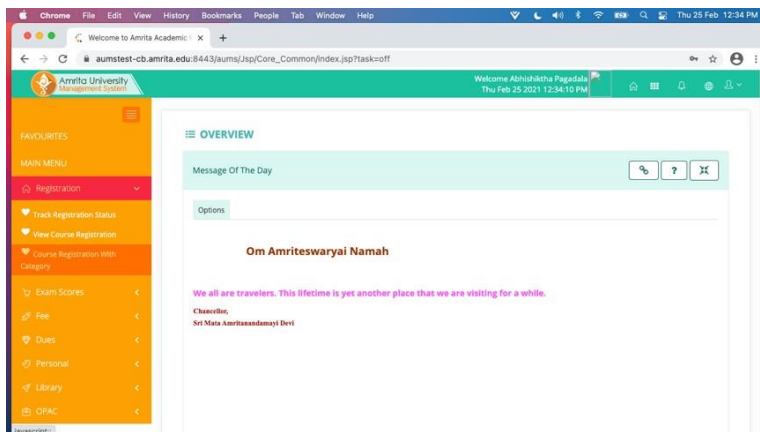 Chrome File Edit View History Bookmarks People Tab Window Help Thu 25 Feb 12:34 PM
Welcome to Amrita Academic
aumstest-cb.amrita.edu:8443/aums/Jsp/Core_Common/index.jsp?task=off
Amrita University
Management System
Welcome Abhishiktha Pagadala
Thu Feb 25 2021 12:34:10 PM
FAVOURITES
OVERVIEW
MAIN MENU
Message Of The Day ?
Registration
Track Registration Status
Options
View Course Registration
Course Registration With
Category
Om Amriteswaryai Namah
Exam Scores
We all are travelers. This lifetime is yet another place that we are visiting for a while.
Fee
Chancellor,
Sri Mata Amritanandamayi Devi
Dues
Personal
Library
OPAC